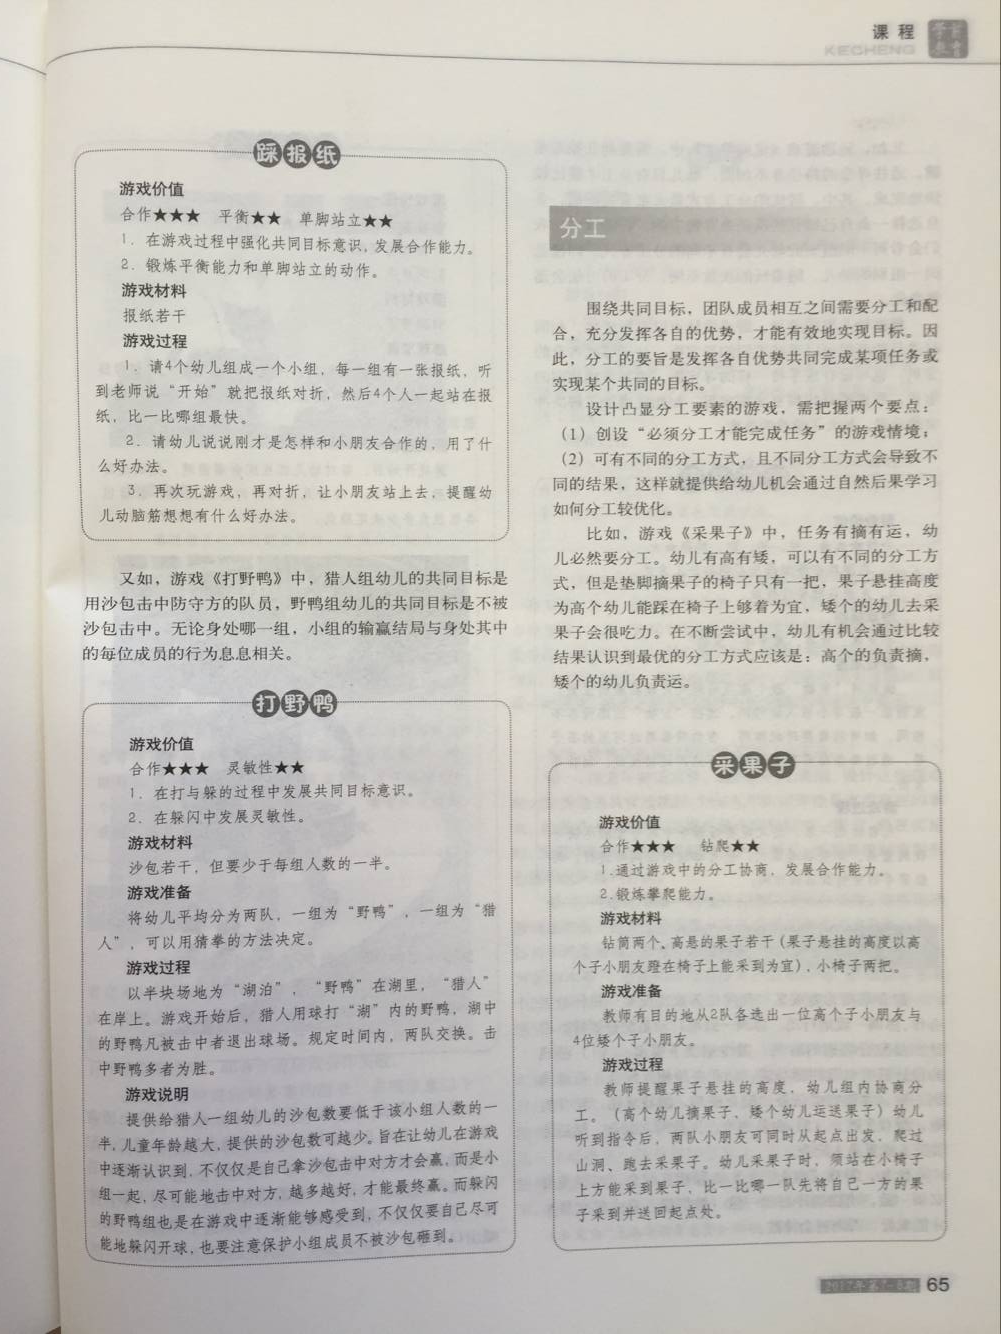 课程
KECHENG
学前
教育
踩报纸
游戏价值
合作★★★ 平衡★★ 单脚站立★★
1．在游戏过程中强化共同目标意识，发展合作能力。
2．锻炼平衡能力和单脚站立的动作。
游戏材料
报纸若干
游戏过程
1．请4个幼儿组成一个小组，每一组有一张报纸，听
到老师说“开始”就把报纸对折，然后4个人一起站在报
纸，比一比哪组最快。
2．请幼儿说说刚才是怎样和小朋友合作的，用了什
么好办法。
3．再次玩游戏，再对折，让小朋友站上去，提醒幼
儿动脑筋想想有什么好办法。
又如，游戏《打野鸭》中，猎人组幼儿的共同目标是
用沙包击中防守方的队员，野鸭组幼儿的共同目标是不被
沙包击中。无论身处哪一组，小组的输赢结局与身处其中
的每位成员的行为息息相关。
打野鸭
游戏价值
合作★★★ 灵敏性★★
1．在打与躲的过程中发展共同目标意识。
2．在躲闪中发展灵敏性。
游戏材料
沙包若干，但要少于每组人数的一半。
游戏准备
将幼儿平均分为两队，一组为“野鸭”，一组为“猎
人”，可以用猜拳的方法决定。
游戏过程
以半块场地为“湖泊”，“野鸭”在湖里，“猎人”
在岸上。游戏开始后，猎人用球打“湖”内的野鸭，湖中
的野鸭凡被击中者退出球场。规定时间内，两队交换。击
中野鸭多者为胜。
游戏说明
提供给猎人一组幼儿的沙包数要低于该小组人数的一
半，儿童年龄越大，提供的沙包数可越少。旨在让幼儿在游戏
中逐渐认识到，不仅仅是自己拿沙包击中对方才会赢，而是小
组一起，尽可能地击中对方，越多越好，才能最终赢。而躲闪
的野鸭组也是在游戏中逐渐能够感受到，不仅仅要自己尽可
能地躲闪开球，也要注意保护小组成员不被沙包砸到。
分工
围绕共同目标，团队成员相互之间需要分工和配
合，充分发挥各自的优势，才能有效地实现目标。因
此，分工的要旨是发挥各自优势共同完成某项任务或
实现某个共同的目标。
设计凸显分工要素的游戏，需把握两个要点：
（1）创设“必须分工才能完成任务”的游戏情境；
（2）可有不同的分工方式，且不同分工方式会导致不
同的结果，这样就提供给幼儿机会通过自然后果学习
如何分工较优化。
比如，游戏《采果子》中，任务有摘有运，幼
儿必然要分工。幼儿有高有矮，可以有不同的分工方
式，但是垫脚摘果子的椅子只有一把，果子悬挂高度
为高个幼儿能踩在椅子上够着为宜，矮个的幼儿去采
果子会很吃力。在不断尝试中，幼儿有机会通过比较
结果认识到最优的分工方式应该是：高个的负责摘，
矮个的幼儿负责运。
采果子
游戏价值
合作★★★ 钻爬★★
1.通过游戏中的分工协商，发展合作能力。
2.锻炼攀爬能力。
游戏材料
钻筒两个、高悬的果子若干（果子悬挂的高度以高
个子小朋友蹬在椅子上能采到为宜），小椅子两把。
游戏准备
教师有目的地从2队各选出一位高个子小朋友与
4位矮个子小朋友。
游戏过程
教师提醒果子悬挂的高度，幼儿组内协商分
工。（高个幼儿摘果子，矮个幼儿运送果子）幼儿
听到指令后，两队小朋友可同时从起点出发，爬过
山洞、跑去采果子。幼儿采果子时，须站在小椅子
上方能采到果子，比一比哪一队先将自己一方的果
子采到并送回起点处。
2017年第7-8期 65